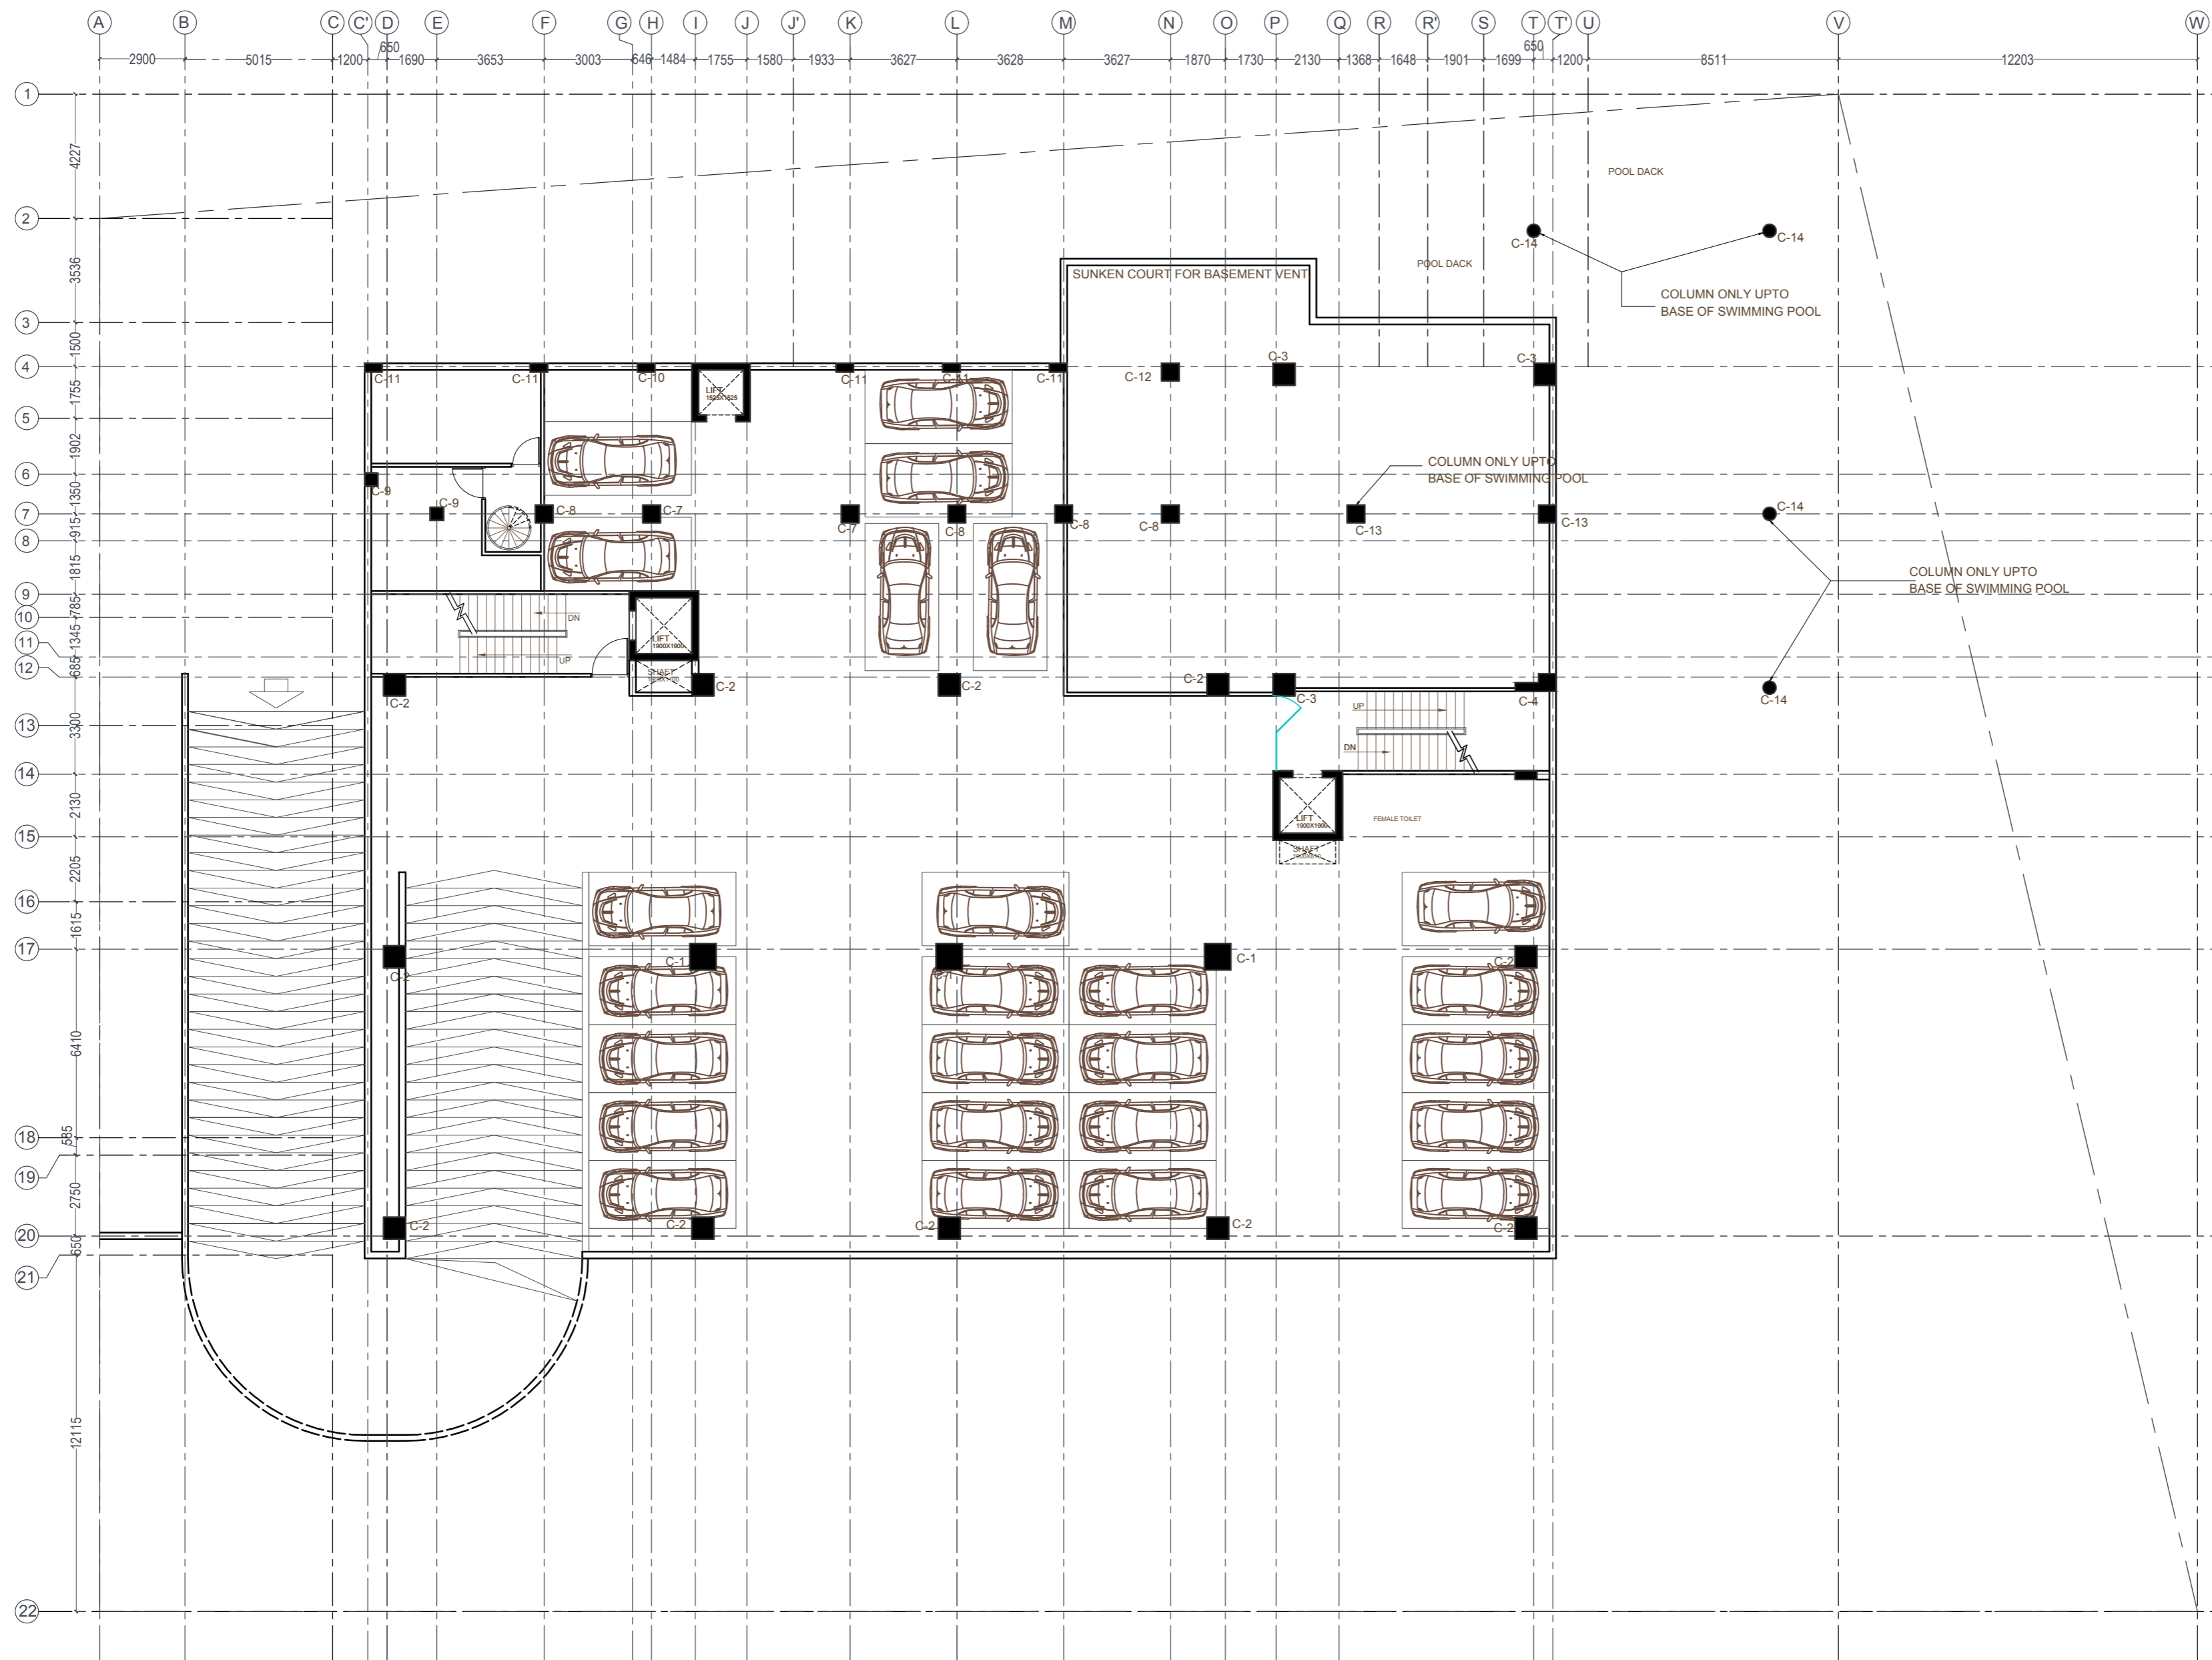 A B C C' D E F G H I J J' K L M N O P Q R R' S T T' U V W
650 650
2900 5015 1200 1690 3653 3003 646 1484 1755 1580 1933 3627 3628 3627 1870 1730 2130 1368 1648 1901 1699 1200 8511 12203
1
4227
POOL DACK
2
C-14 C-14
3536
POOL DACK
SUNKEN COURT FOR BASEMENT VENT
COLUMN ONLY UPTO
BASE OF SWIMMING POOL
3
1500
4
C-3 C-3
C-11 C-11 C-10 C-11 C-11 C-11 C-12
1755
LIFT
1525X1525
5
1902
COLUMN ONLY UPTO
BASE OF SWIMMING POOL
6
1350
C-9
C-9
7
C-8 C-7 C-7 C-8 C-8 C-8 C-13 C-13 C-14
915
8
1815
COLUMN ONLY UPTO
BASE OF SWIMMING POOL
9
785
10
DN
1345
11
LIFT
1900X1900
UP
685
12
SHAFT
C-2 C-2 C-2 C-2 C-3 C-4 C-14
UP
13
3300
DN
14
2130
LIFT
1900X1900
FEMALE TOILET
15
SHAFT
2205
16
1615
17
C-2 C-1 C-1 C-1 C-2
6410
18
585
19
2750
20
C-2 C-2 C-2 C-2 C-2
650
21
12115
22